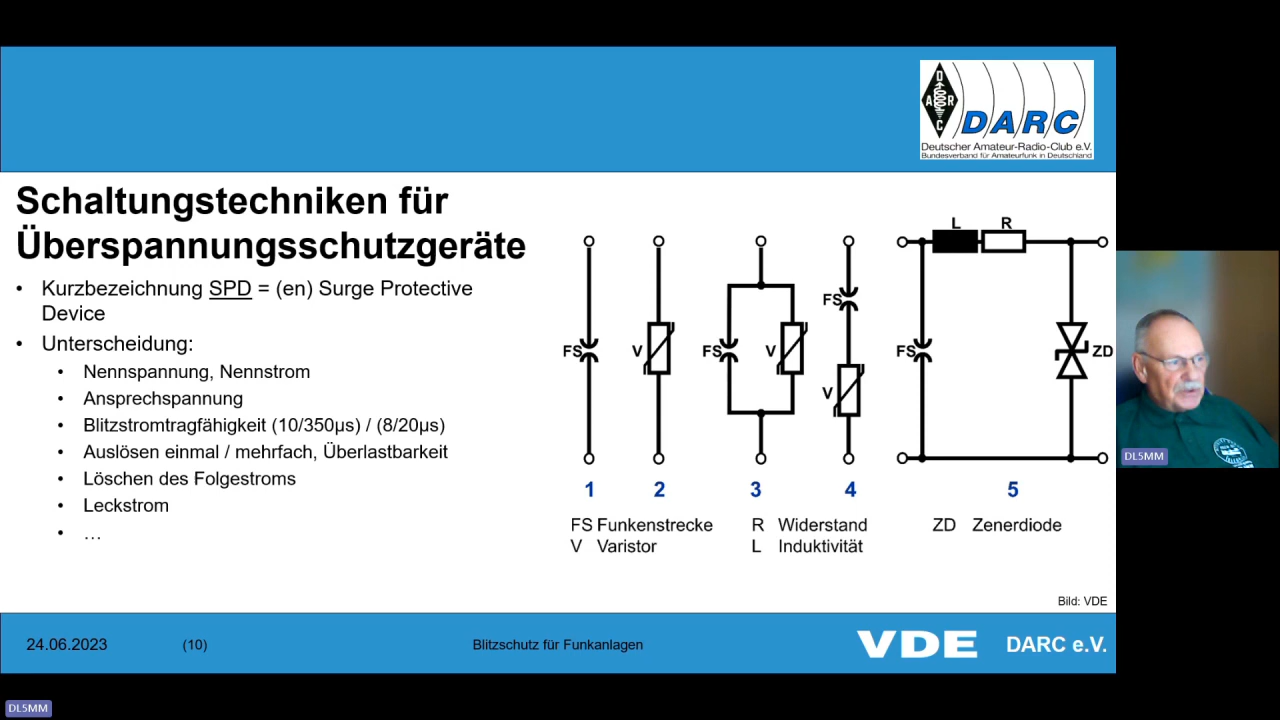 DARC
Deutscher Amateur-Radio-Club e.V.
Bundesverband für Amateurfunk in Deutschland
Schaltungstechniken für
Überspannungsschutzgeräte
• Kurzbezeichnung SPD = (en) Surge Protective
Device
• Unterscheidung:
• Nennspannung, Nennstrom
• Ansprechspannung
• Blitzstromtragfähigkeit (10/350µs) / (8/20µs)
• Auslösen einmal / mehrfach, Überlastbarkeit
• Löschen des Folgestroms
• Leckstrom
• …
L R
FS
FS V FS V FS ZD
V
1 2 3 4 5
FS Funkenstrecke R Widerstand ZD Zenerdiode
V Varistor L Induktivität
Bild: VDE
24.06.2023 (10) Blitzschutz für Funkanlagen VDE DARC e.V.
DL5MM
DL5MM